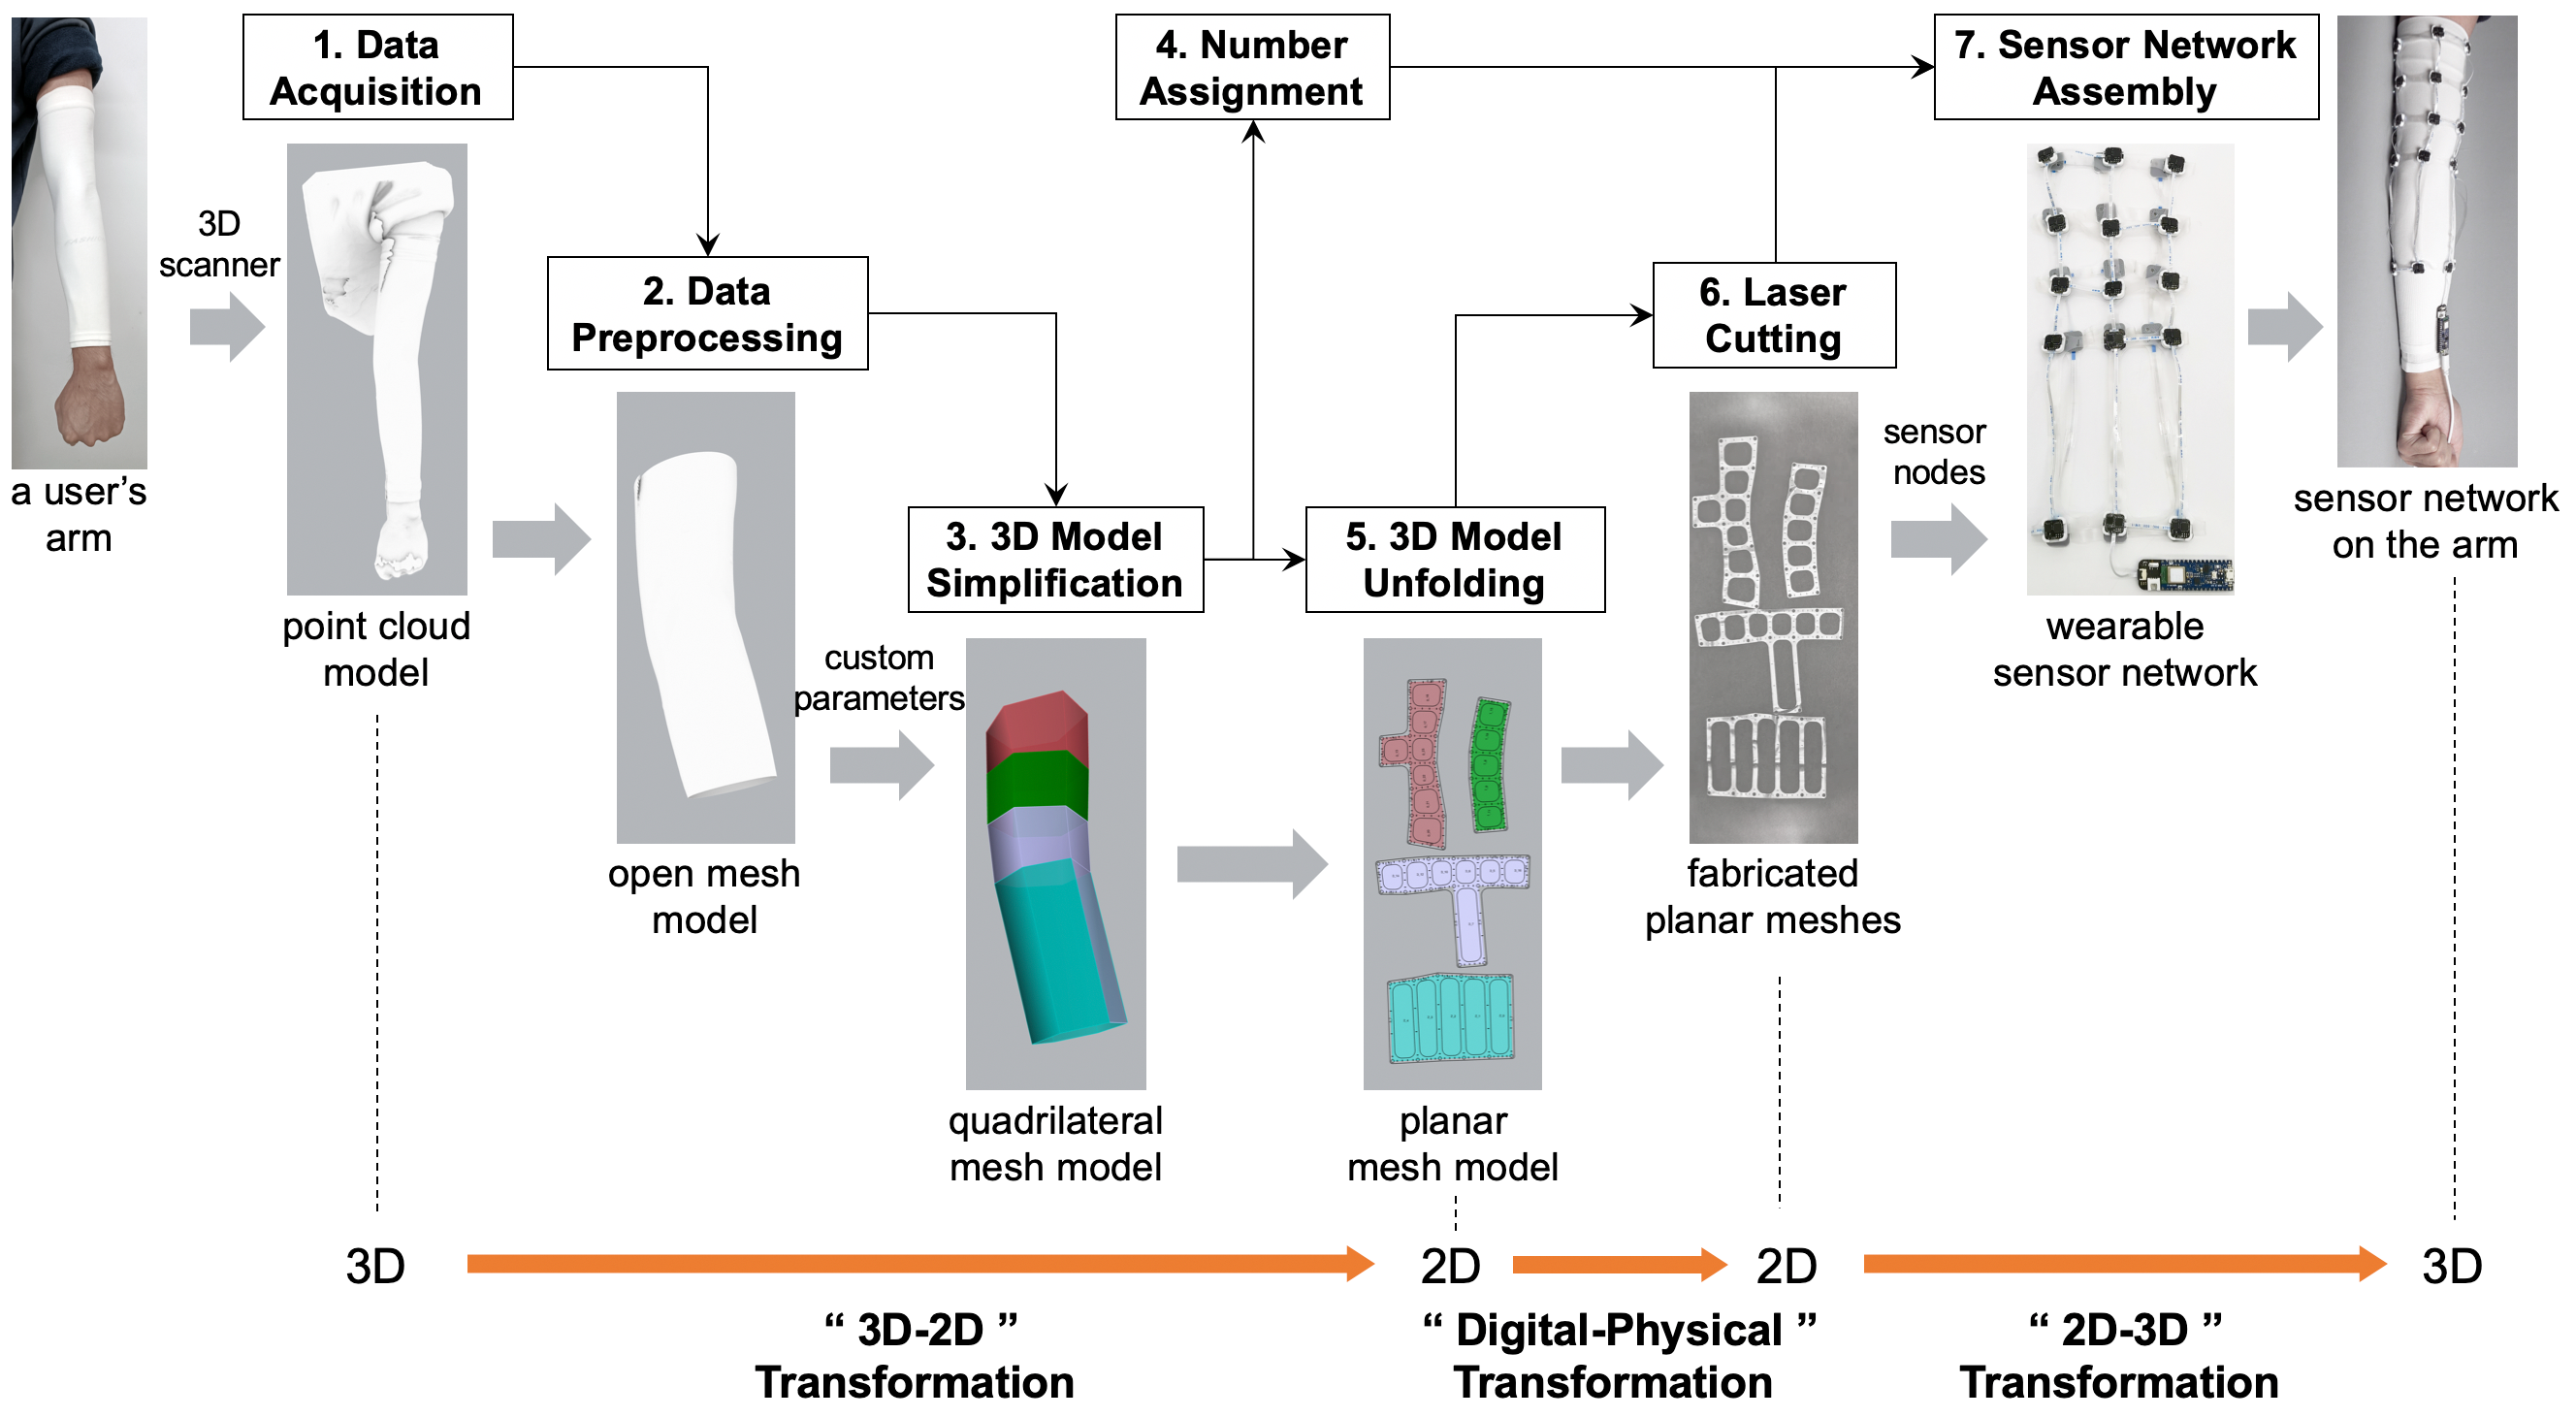 1. Data
Acquisition
4. Number
Assignment
7. Sensor Network
Assembly
3D
scanner
2. Data
Preprocessing
6. Laser
Cutting
a user’s
arm
sensor
nodes
sensor network
on the arm
3. 3D Model
Simplification
5. 3D Model
Unfolding
point cloud
model
custom
parameters
wearable
sensor network
open mesh
model
fabricated
planar meshes
quadrilateral
mesh model
planar
mesh model
3D
2D
2D
3D
“ 3D-2D ”
Transformation
“ Digital-Physical ”
Transformation
“ 2D-3D ”
Transformation